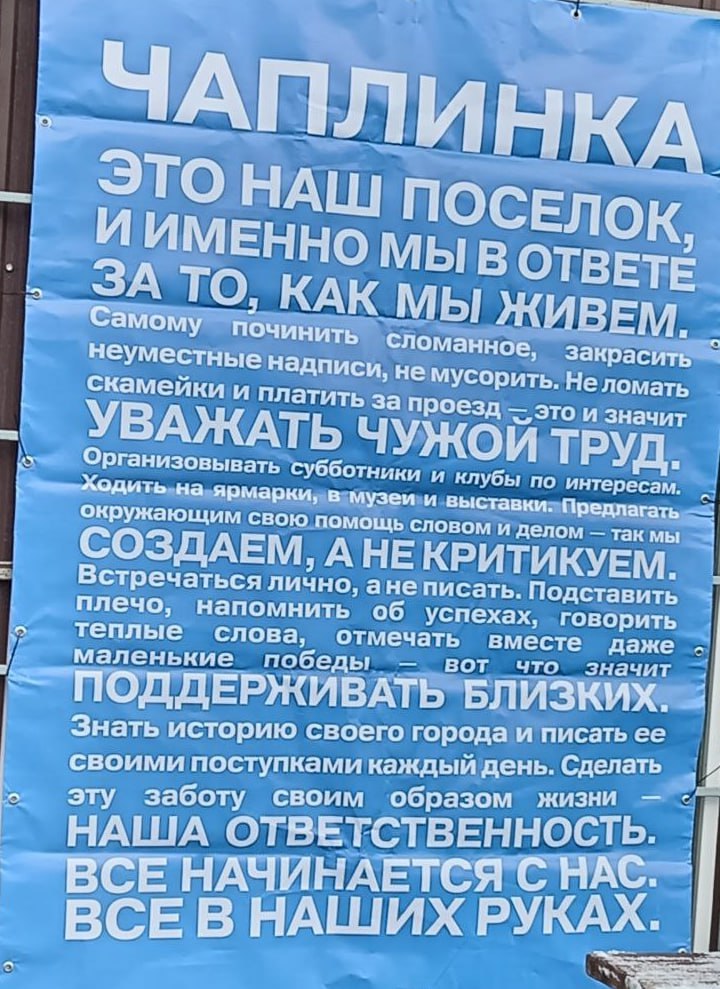 ЧАПЛИНКА
ЭТО НАШ ПОСЕЛОК,
И ИМЕННО МЫ В ОТВЕТЕ
ЗА ТО, КАК МЫ ЖИВЕМ.
Самому починить сломанное, закрасить
неуместные надписи, не мусорить. Не ломать
скамейки и платить за проезд — это и значит
УВАЖАТЬ ЧУЖОЙ ТРУД.
Организовывать субботники и клубы по интересам.
Ходить на ярмарки, в музеи и выставки. Предлагать
окружающим свою помощь словом и делом — так мы
СОЗДАЕМ, А НЕ КРИТИКУЕМ.
Встречаться лично, а не писать. Подставить
плечо, напомнить об успехах, говорить
теплые слова, отмечать вместе даже
маленькие победы — вот что значит
ПОДДЕРЖИВАТЬ БЛИЗКИХ.
Знать историю своего города и писать ее
своими поступками каждый день. Сделать
эту заботу своим образом жизни —
НАША ОТВЕТСТВЕННОСТЬ.
ВСЕ НАЧИНАЕТСЯ С НАС.
ВСЕ В НАШИХ РУКАХ.